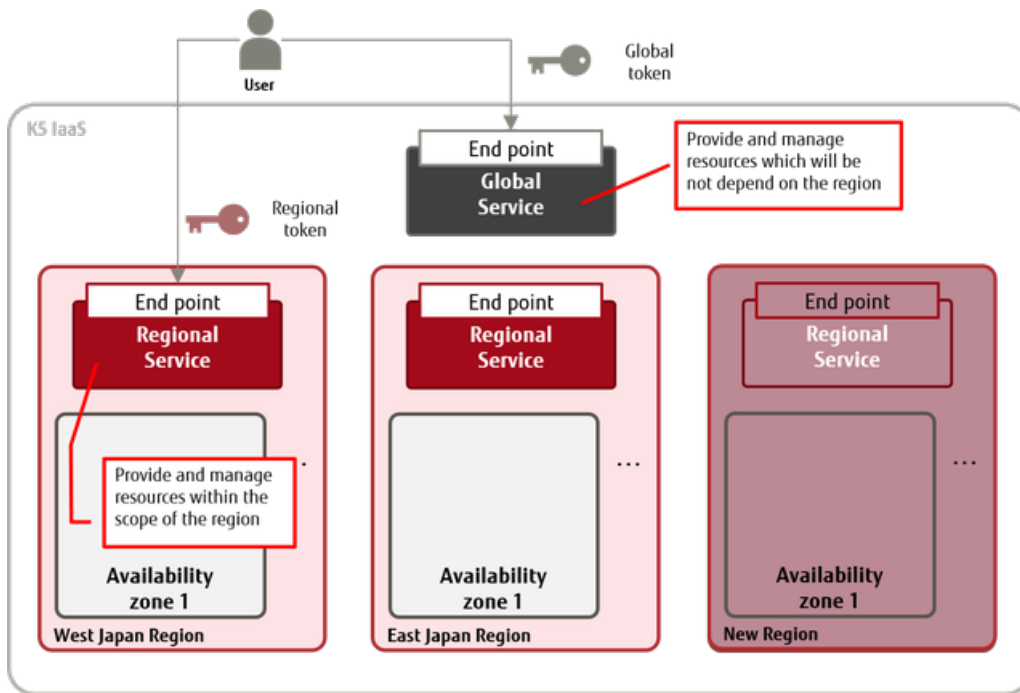 User
Global
token
K5 IaaS
End point
Global
Service
Provide and manage
resources which will be
not depend on the region
Regional
token
End point
Regional
Service
End point
Regional
Service
End point
Regional
Service
...
...
Provide and manage
resources within the
scope of the region
Availability
zone 1
Availability
zone 1
Availability
zone 1
West Japan Region
East Japan Region
New Region